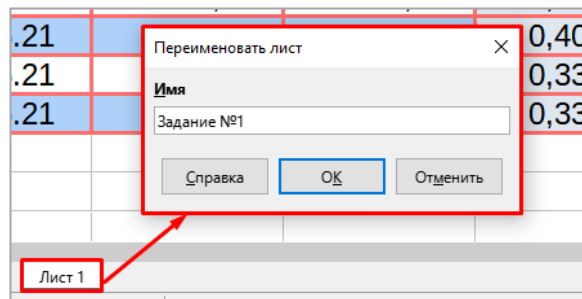 .21
0,40
Переименовать лист
.21
0,33
Имя
.21
Задание №1
0,33
Справка
ОК
Отменить
Лист 1